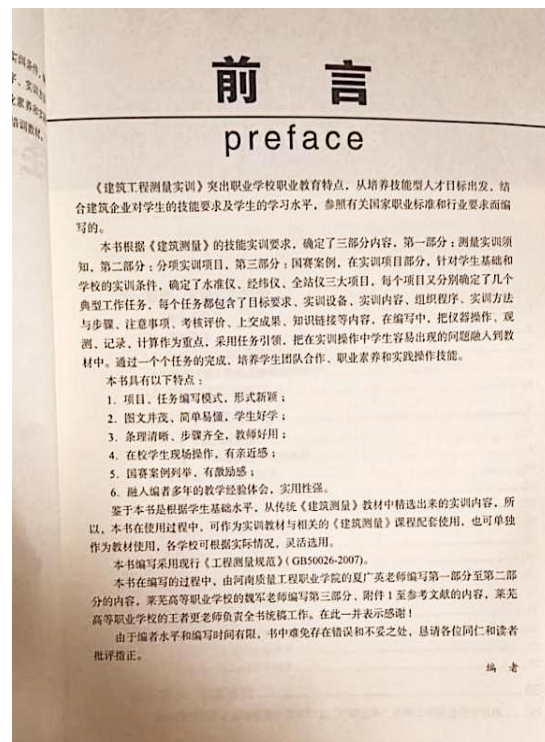 前言
preface
《建筑工程测量实训》突出职业学校职业教育特点，从培养技能型人才目标出发，结
合建筑企业对学生的技能要求及学生的学习水平，参照有关国家职业标准和行业要求而编
写的。
本书根据《建筑测量》的技能实训要求，确定了三部分内容，第一部分：测量实训须
知，第二部分：分项实训项目，第三部分：国赛案例，在实训项目部分，针对学生基础和
学校的实训条件，确定了水准仪、经纬仪、全站仪三大项目，每个项目又分别确定了几个
典型工作任务，每个任务都包含了目标要求、实训设备、实训内容、组织程序、实训方法
与步骤、注意事项、考核评价、上交成果、知识链接等内容，在编写中，把仪器操作、观
测、记录、计算作为重点，采用任务引领，把在实训操作中学生容易出现的问题融入到教
材中。通过一个个任务的完成，培养学生团队合作、职业素养和实践操作技能。
本书具有以下特点：
1. 项目、任务编写模式，形式新颖；
2. 图文并茂、简单易懂，学生好学；
3. 条理清晰、步骤齐全，教师好用；
4. 在校学生现场操作，有亲近感；
5. 国赛案例列举，有激励感；
6. 融入编者多年的教学经验体会，实用性强。
鉴于本书是根据学生基础水平，从传统《建筑测量》教材中精选出来的实训内容，所
以，本书在使用过程中，可作为实训教材与相关的《建筑测量》课程配套使用，也可单独
作为教材使用，各学校可根据实际情况，灵活选用。
本书编写采用现行《工程测量规范》（GB50026-2007）。
本书在编写的过程中，由河南质量工程职业学院的夏广英老师编写第一部分至第二部
分的内容，莱芜高等职业学校的魏军老师编写第三部分、附件1至参考文献的内容，莱芜
高等职业学校的王者更老师负责全书统稿工作。在此一并表示感谢！
由于编者水平和编写时间有限，书中难免存在错误和不妥之处，恳请各位同仁和读者
批评指正。
编 者